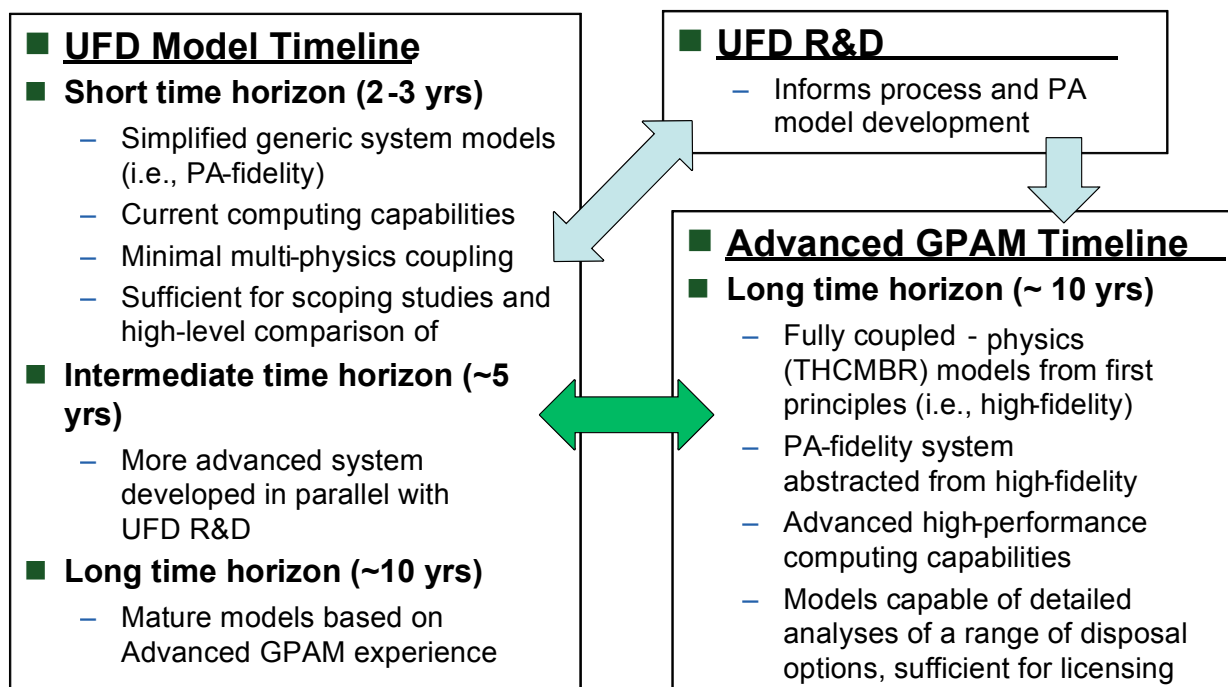 ■ UFD Model Timeline
■ Short time horizon (2-3 yrs)
– Simplified generic system models
(i.e., PA-fidelity)
– Current computing capabilities
– Minimal multi-physics coupling
– Sufficient for scoping studies and
high-level comparison of
■ Intermediate time horizon (~5
yrs)
– More advanced system
developed in parallel with
UFD R&D
■ Long time horizon (~10 yrs)
– Mature models based on
Advanced GPAM experience
■ UFD R&D
– Informs process and PA
model development
■ Advanced GPAM Timeline
■ Long time horizon (~ 10 yrs)
– Fully coupled - physics
(THCMBR) models from first
principles (i.e., high-fidelity)
– PA-fidelity system
abstracted from high-fidelity
– Advanced high-performance
computing capabilities
– Models capable of detailed
analyses of a range of disposal
options, sufficient for licensing